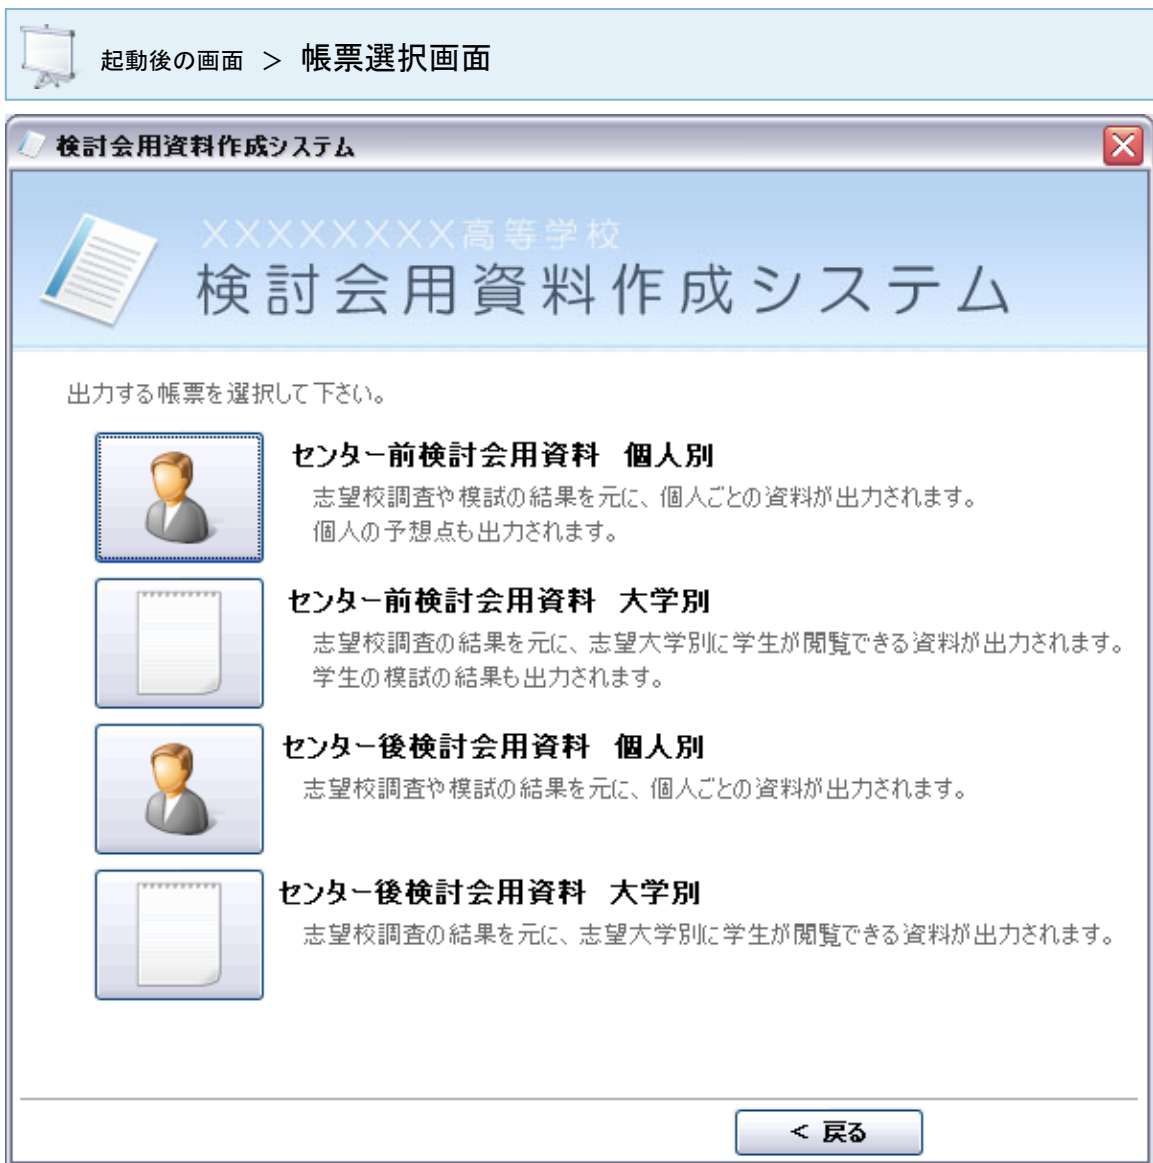 起動後の画面 ＞ 帳票選択画面
検討会用資料作成システム
XXXXXXXX高等学校
検討会用資料作成システム
出力する帳票を選択して下さい。
センター前検討会用資料　個人別
志望校調査や模試の結果を元に、個人ごとの資料が出力されます。
個人の予想点も出力されます。
センター前検討会用資料　大学別
志望校調査の結果を元に、志望大学別に学生が閲覧できる資料が出力されます。
学生の模試の結果も出力されます。
センター後検討会用資料　個人別
志望校調査や模試の結果を元に、個人ごとの資料が出力されます。
センター後検討会用資料　大学別
志望校調査の結果を元に、志望大学別に学生が閲覧できる資料が出力されます。
< 戻る